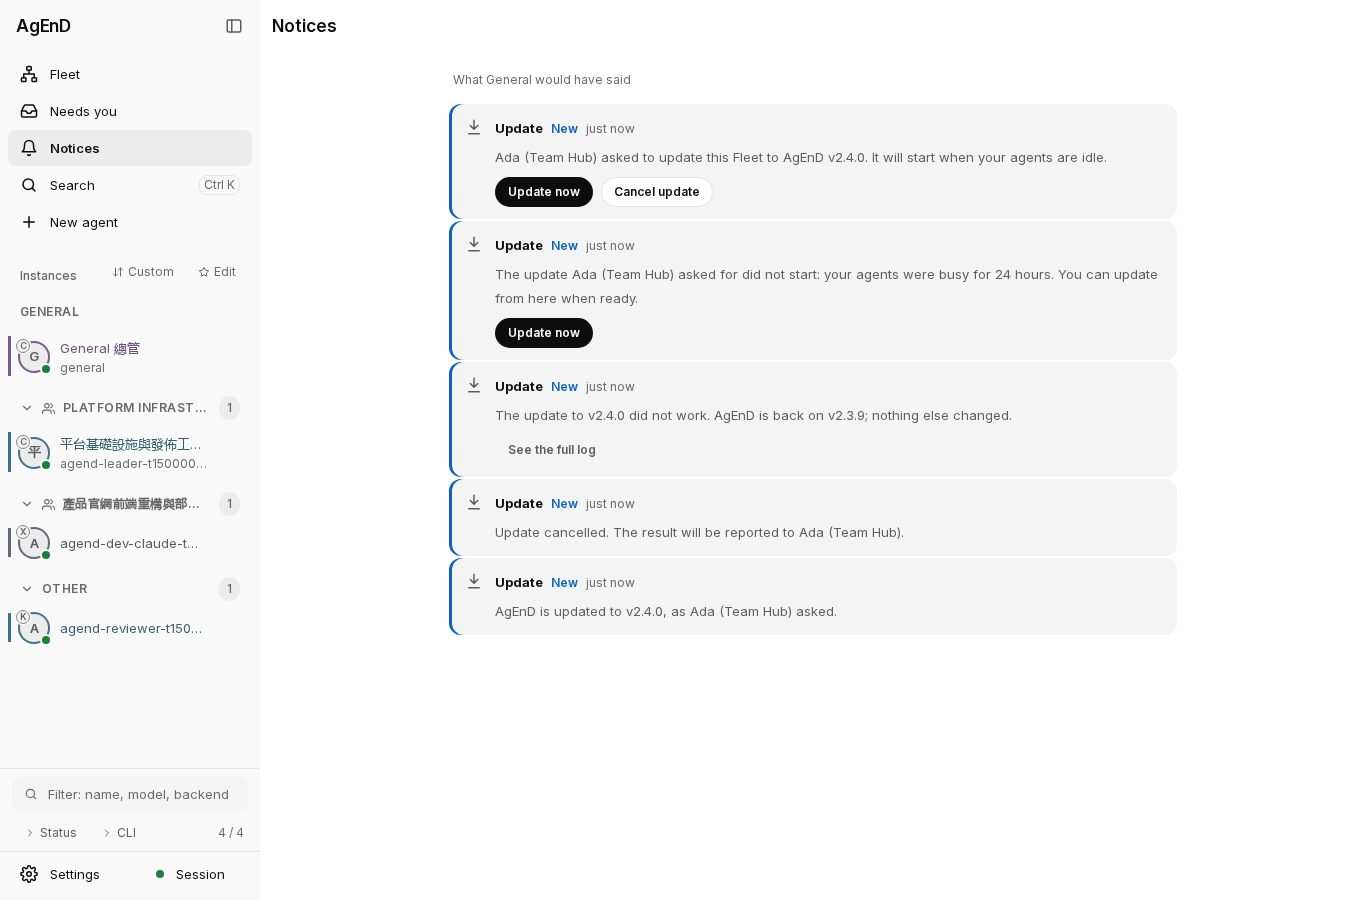 AgEnD
Fleet
Needs you
Notices
Search
Ctrl K
New agent
Instances
Custom
Edit
GENERAL
C
G
General 總管
general
PLATFORM INFRAST...
1
C
平
平台基礎設施與發佈工...
agend-leader-t150000...
產品官網前端重構與部...
1
X
A
agend-dev-claude-t...
OTHER
1
K
A
agend-reviewer-t150...
Filter: name, model, backend
Status
CLI
4 / 4
Settings
Session
Notices
What General would have said
Update New just now
Ada (Team Hub) asked to update this Fleet to AgEnD v2.4.0. It will start when your agents are idle.
Update now
Cancel update
Update New just now
The update Ada (Team Hub) asked for did not start: your agents were busy for 24 hours. You can update
from here when ready.
Update now
Update New just now
The update to v2.4.0 did not work. AgEnD is back on v2.3.9; nothing else changed.
See the full log
Update New just now
Update cancelled. The result will be reported to Ada (Team Hub).
Update New just now
AgEnD is updated to v2.4.0, as Ada (Team Hub) asked.